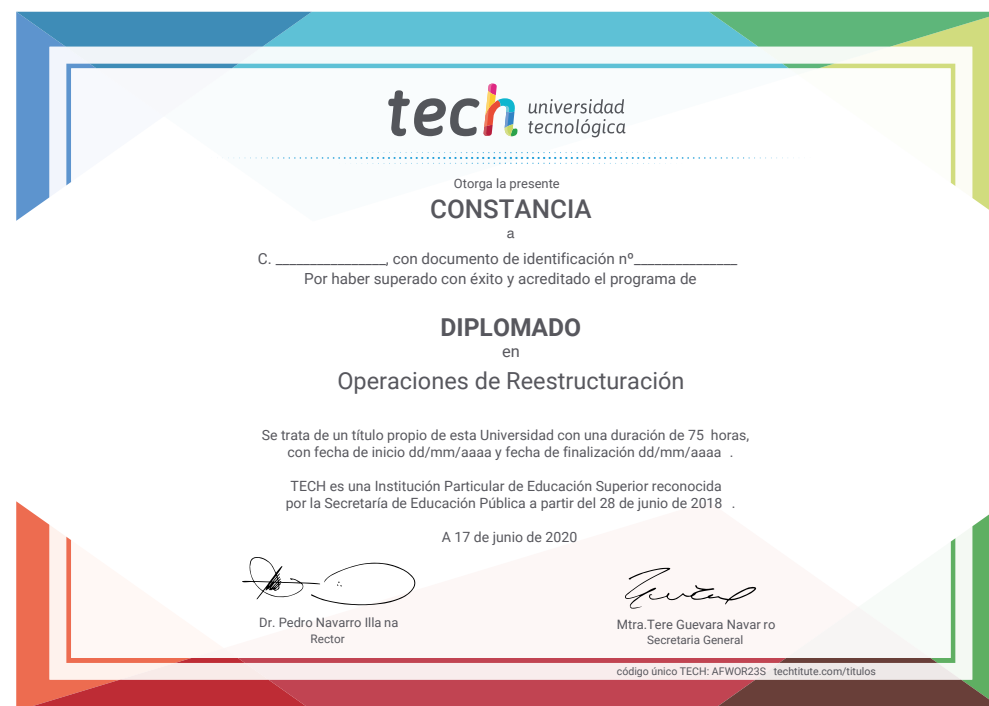 tech universidad
tecnológica
Otorga la presente
CONSTANCIA
a
C. ________________, con documento de identificación nº_______________
Por haber superado con éxito y acreditado el programa de
DIPLOMADO
en
Operaciones de Reestructuración
Se trata de un título propio de esta Universidad con una duración de 75 horas,
con fecha de inicio dd/mm/aaaa y fecha de finalización dd/mm/aaaa .
TECH es una Institución Particular de Educación Superior reconocida
por la Secretaría de Educación Pública a partir del 28 de junio de 2018 .
A 17 de junio de 2020
Dr. Pedro Navarro Illa na
Rector
Mtra.Tere Guevara Navar ro
Secretaria General
código único TECH: AFWOR23S techtitute.com/titulos